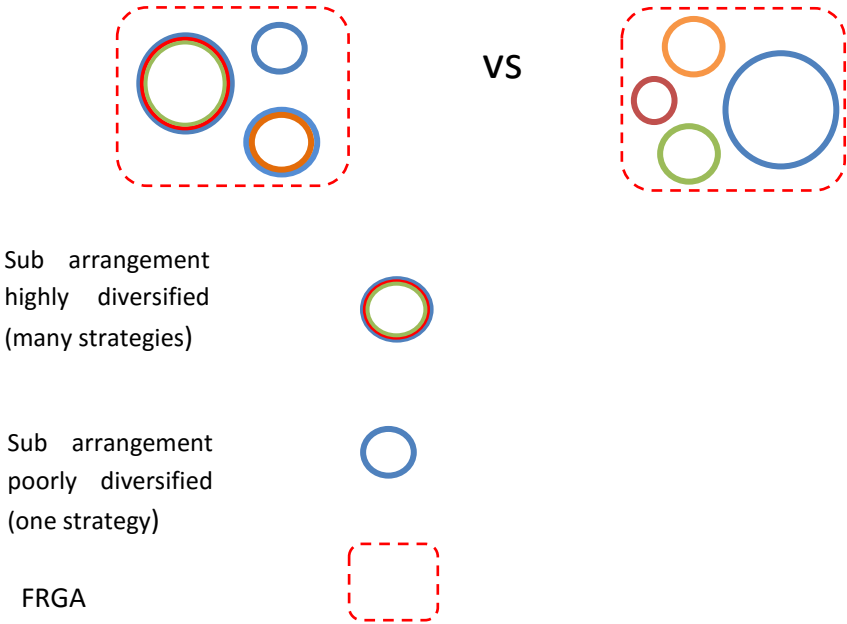 vs
Sub arrangement
highly diversified
(many strategies)
Sub arrangement
poorly diversified
(one strategy)
FRGA